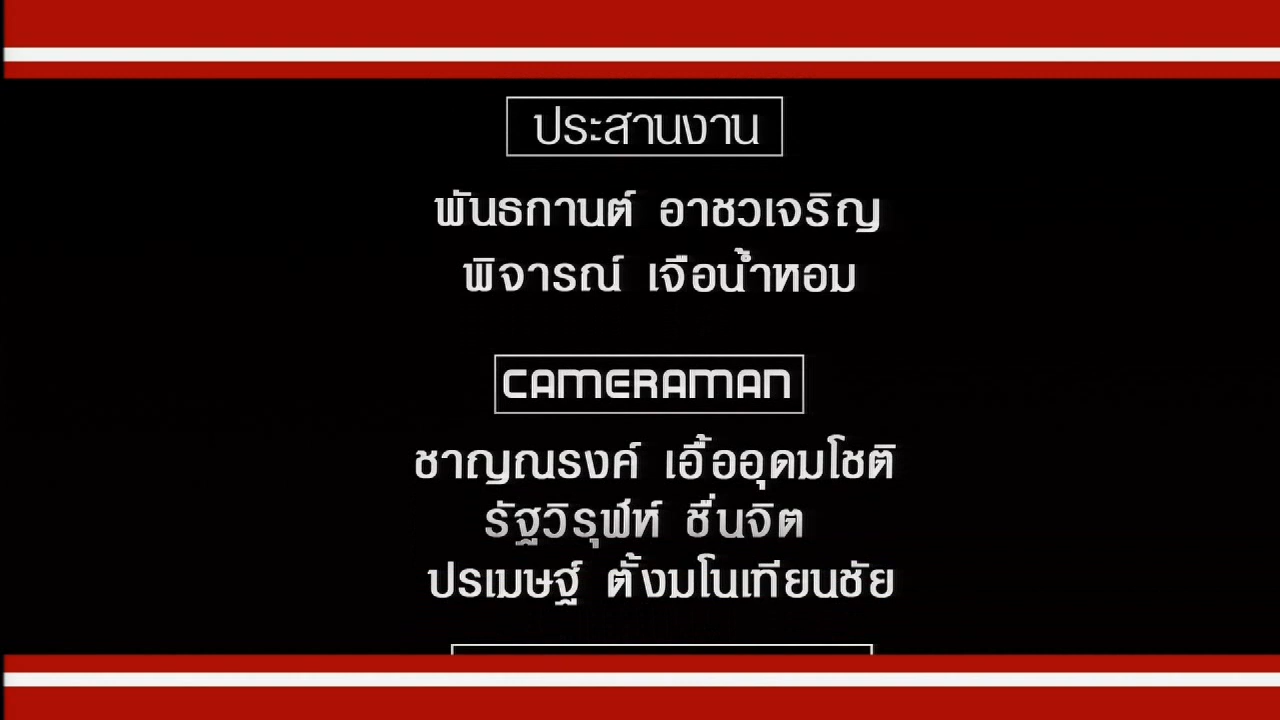 ประสานงาน
พันธกานต์ อาชวเจริญ
พิจารณ์ เจือน้ำหอม
CAMERAMAN
ชาญณรงค์ เอื้ออุดมโชติ
รัฐวิรุฬห์ ชื่นจิต
ปรเมษฐ์ ตั้งมโนเทียนชัย